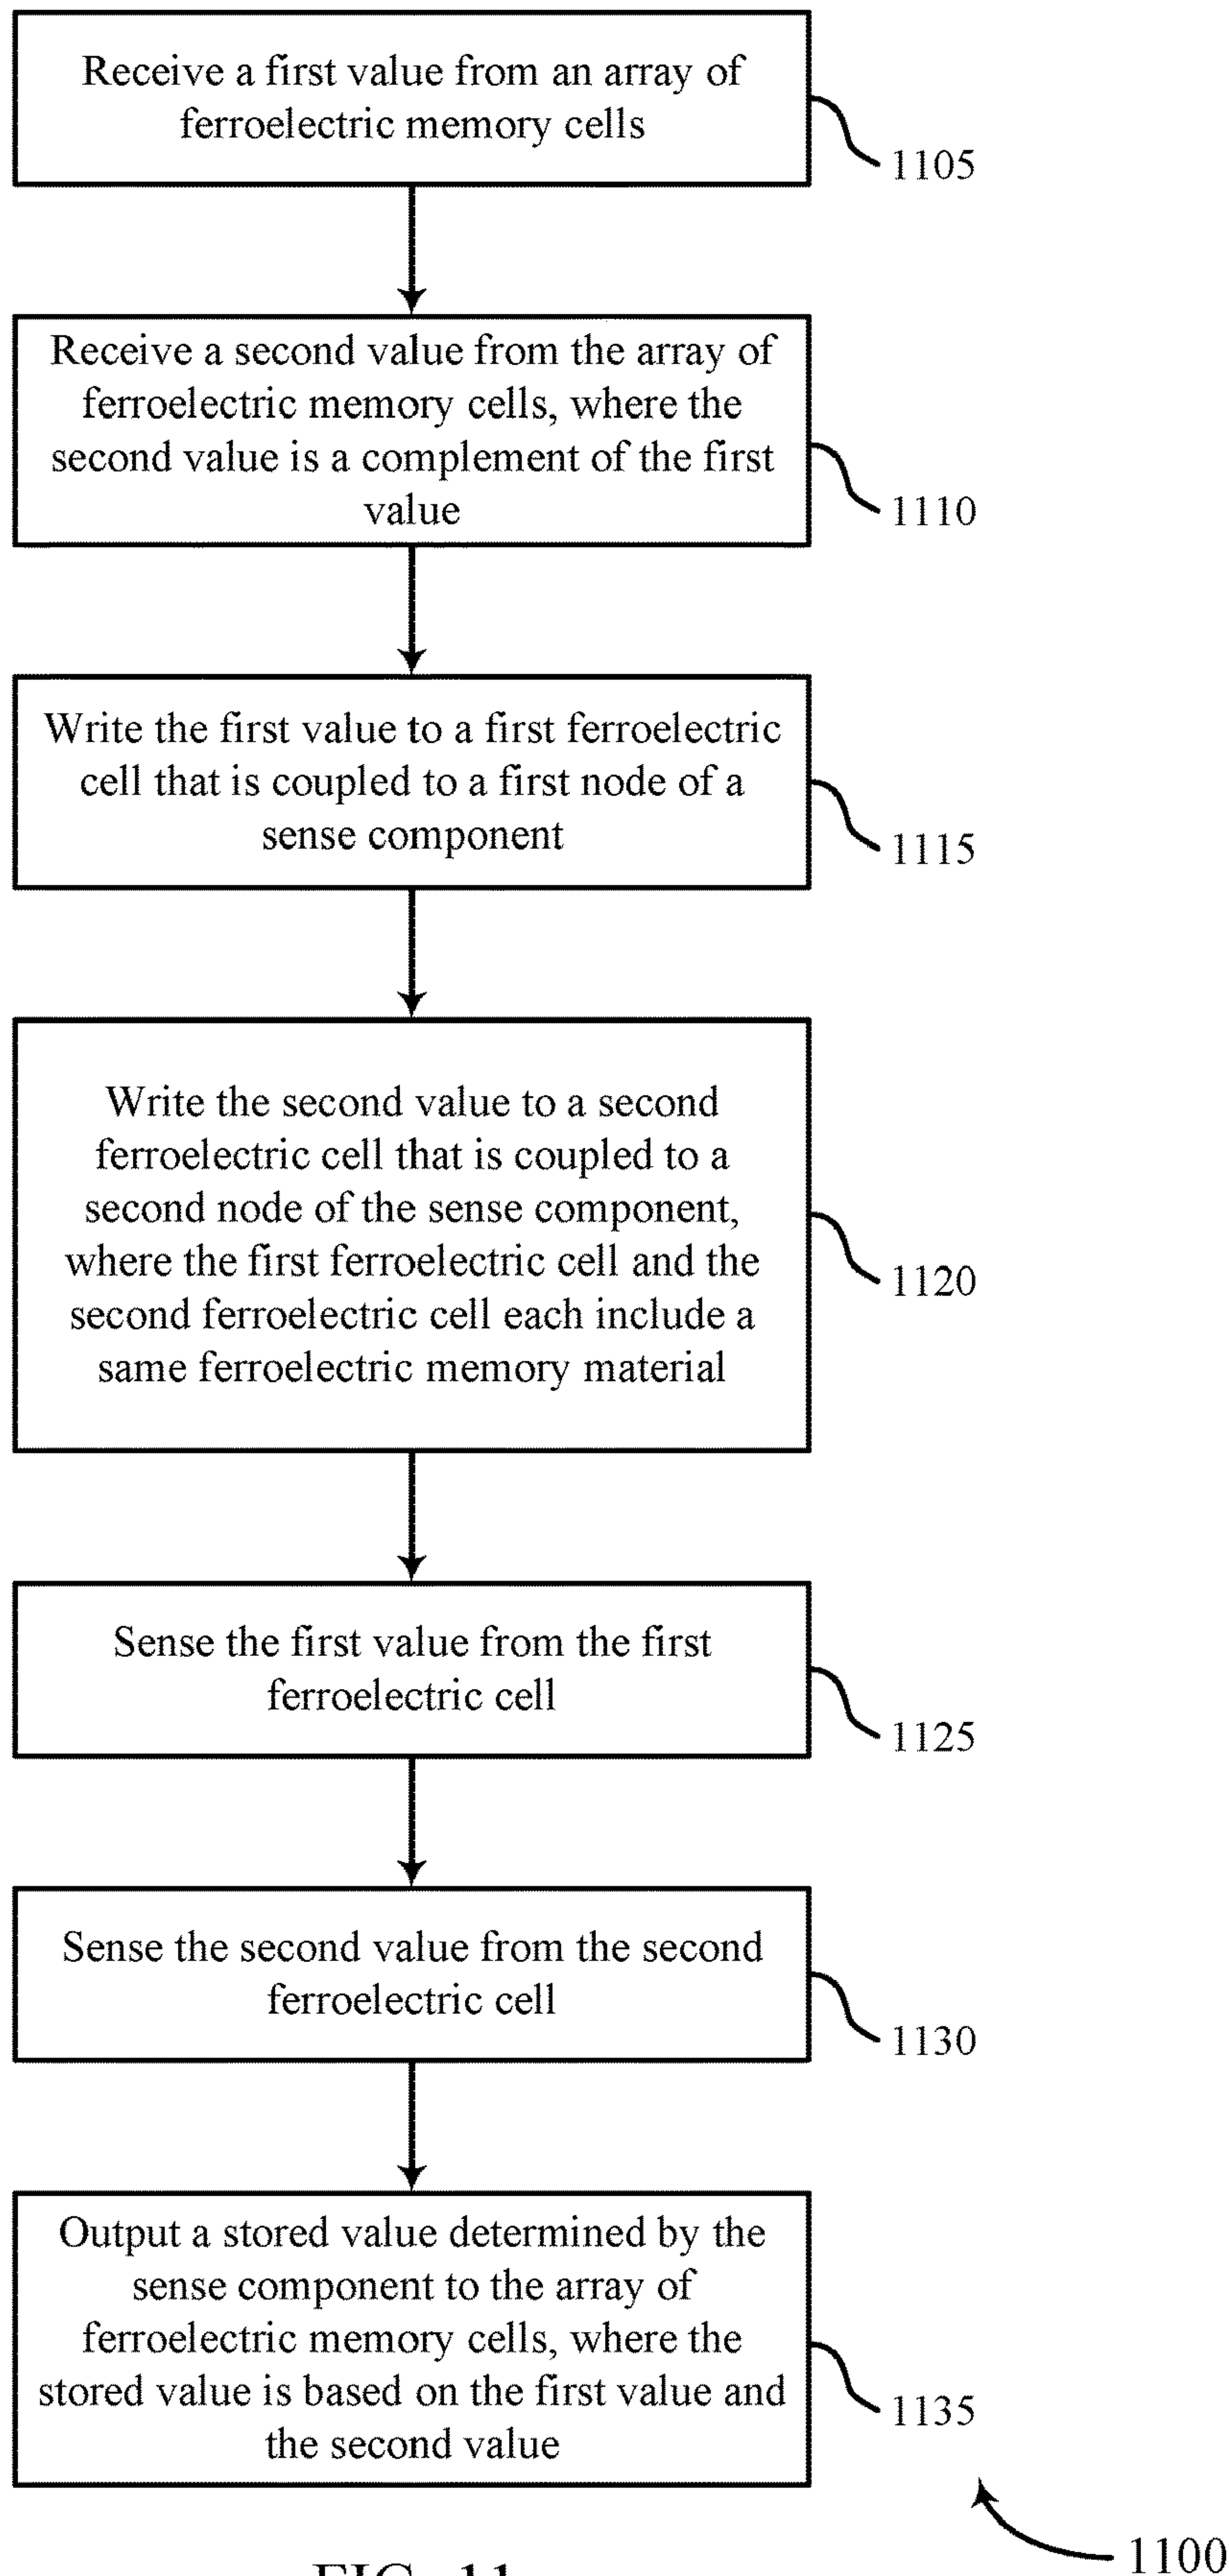 Receive a first value from an array of
ferroelectric memory cells
1105
Receive a second value from the array of
ferroelectric memory cells, where the
second value is a complement of the first
value
1110
Write the first value to a first ferroelectric
cell that is coupled to a first node of a
sense component
1115
Write the second value to a second
ferroelectric cell that is coupled to a
second node of the sense component,
where the first ferroelectric cell and the
second ferroelectric cell each include a
same ferroelectric memory material
1120
Sense the first value from the first
ferroelectric cell
1125
Sense the second value from the second
ferroelectric cell
1130
Output a stored value determined by the
sense component to the array of
ferroelectric memory cells, where the
stored value is based on the first value and
the second value
1135
1100
FIG. 11